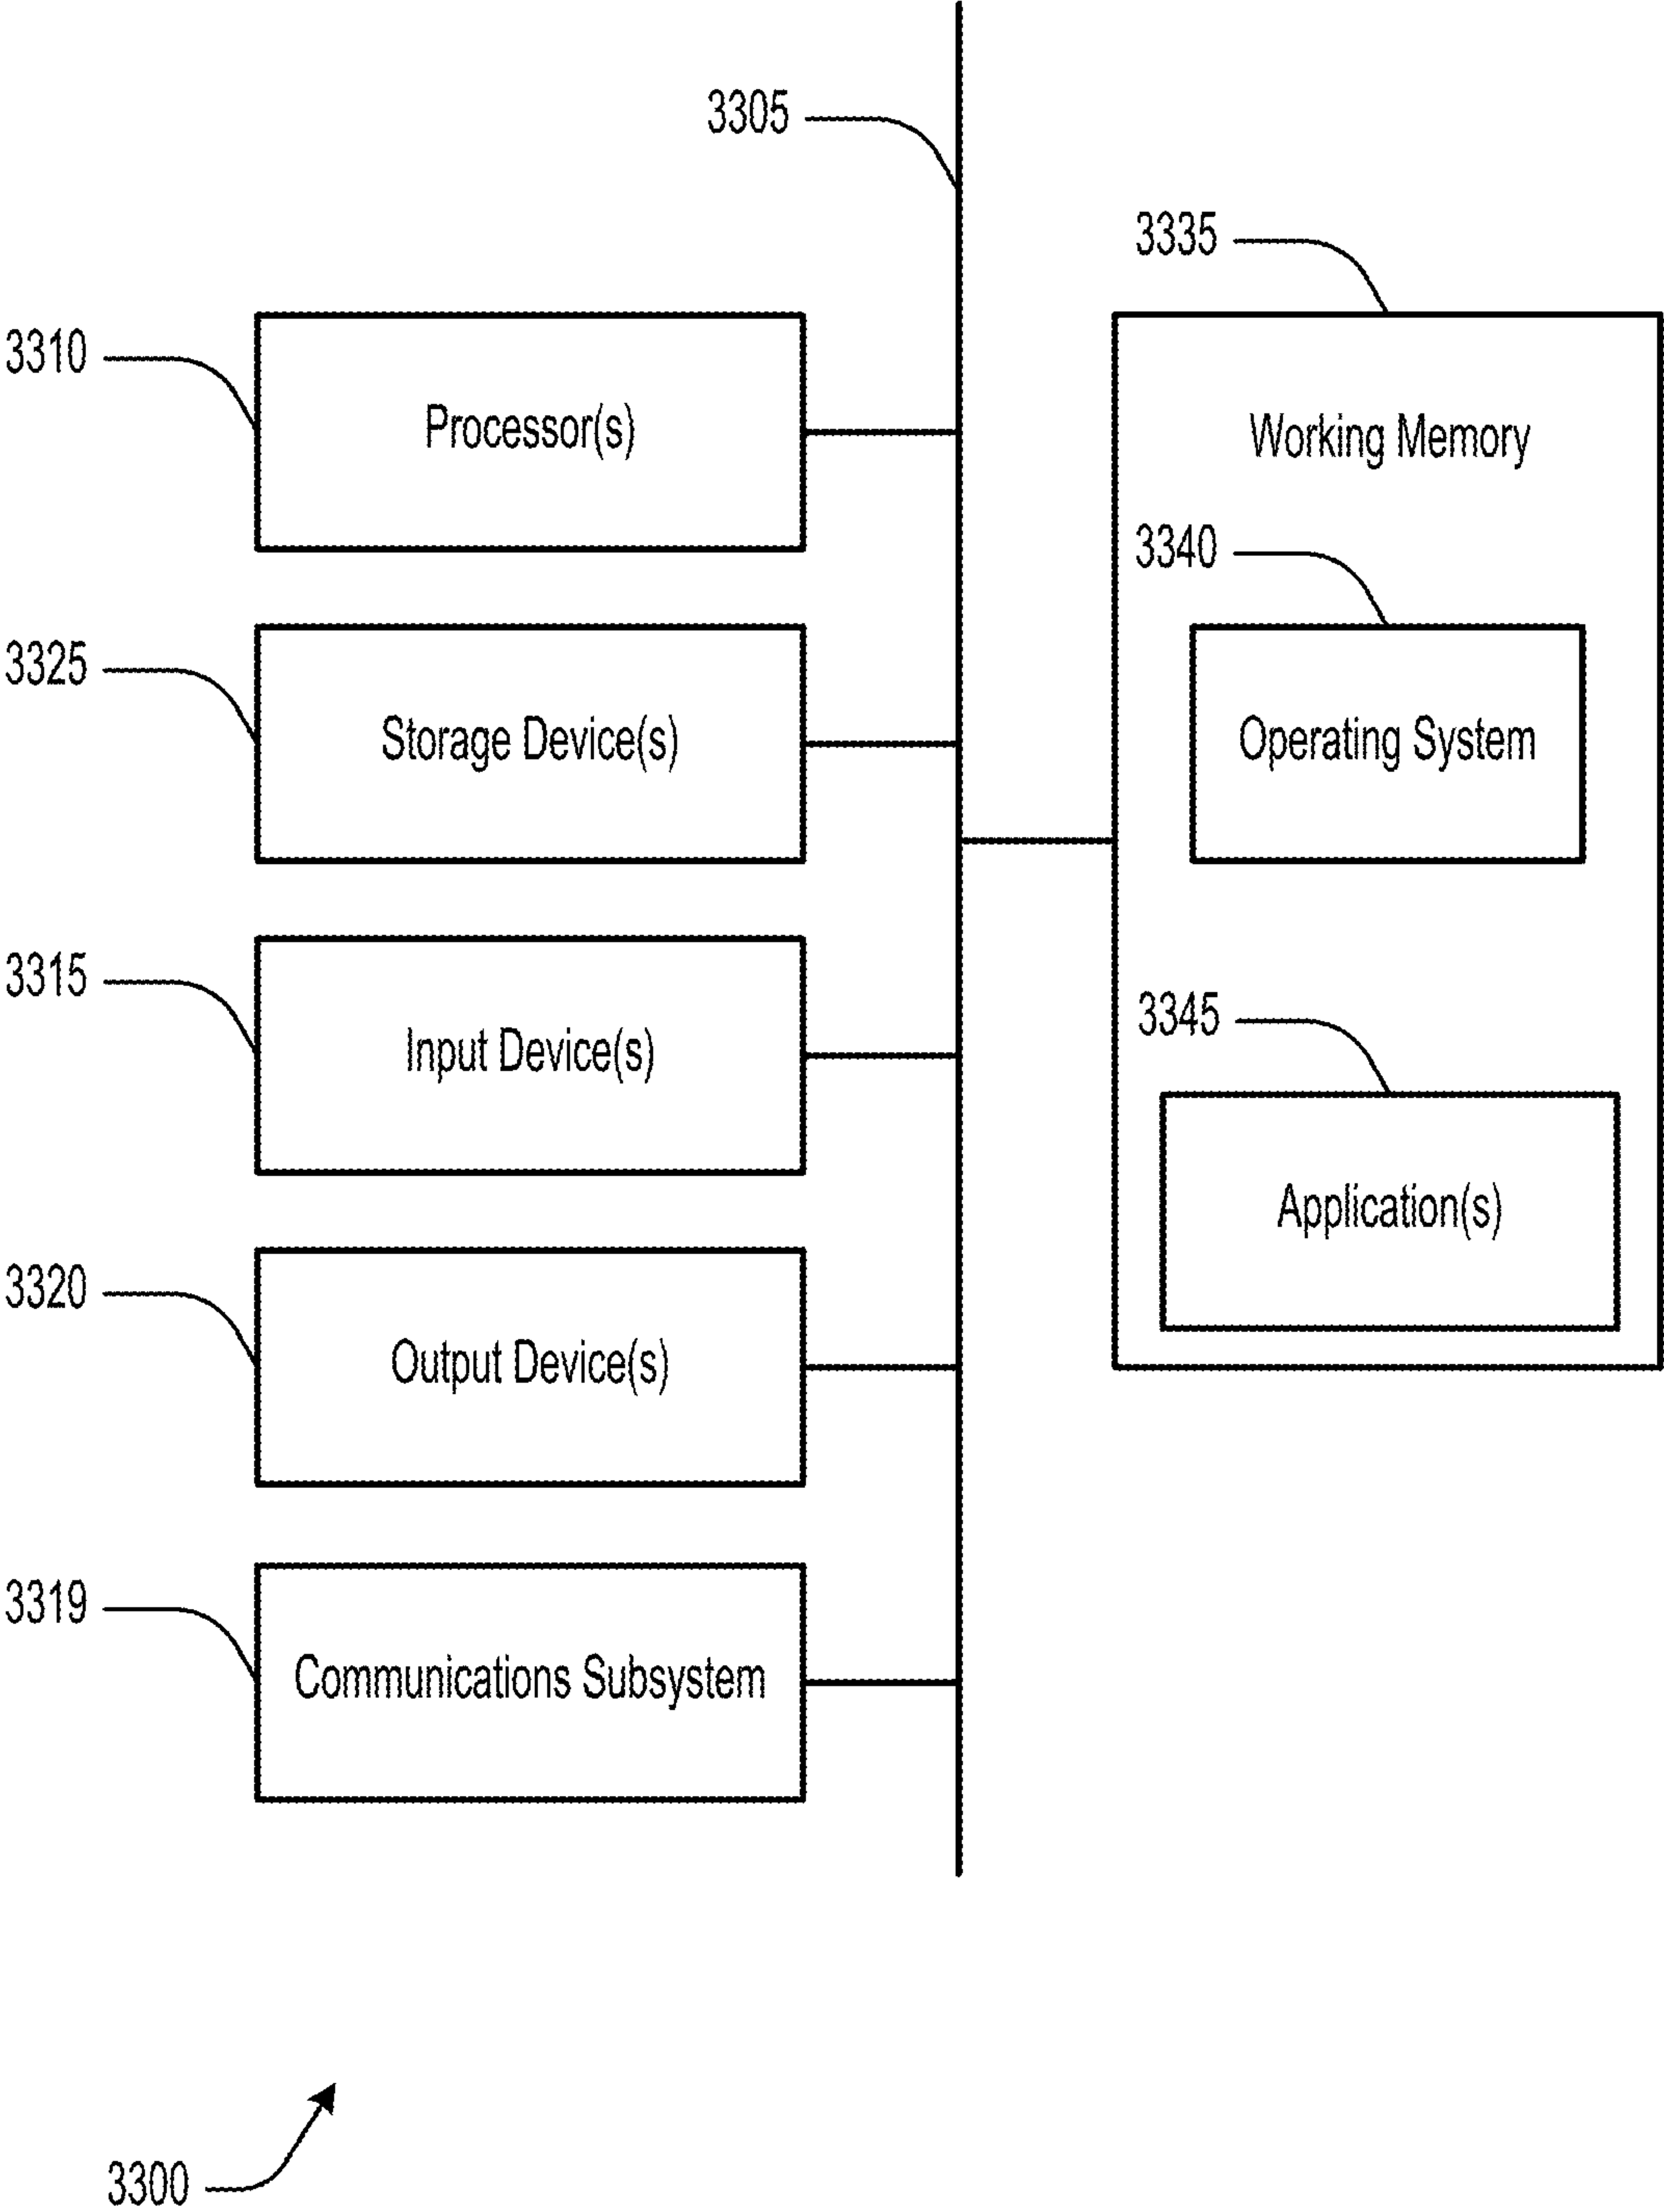 3305
3335
3310
Processor(s)
Working Memory
3340
3325
Storage Device(s)
Operating System
3315
Input Device(s)
3345
Application(s)
3320
Output Device(s)
3319
Communications Subsystem
3300